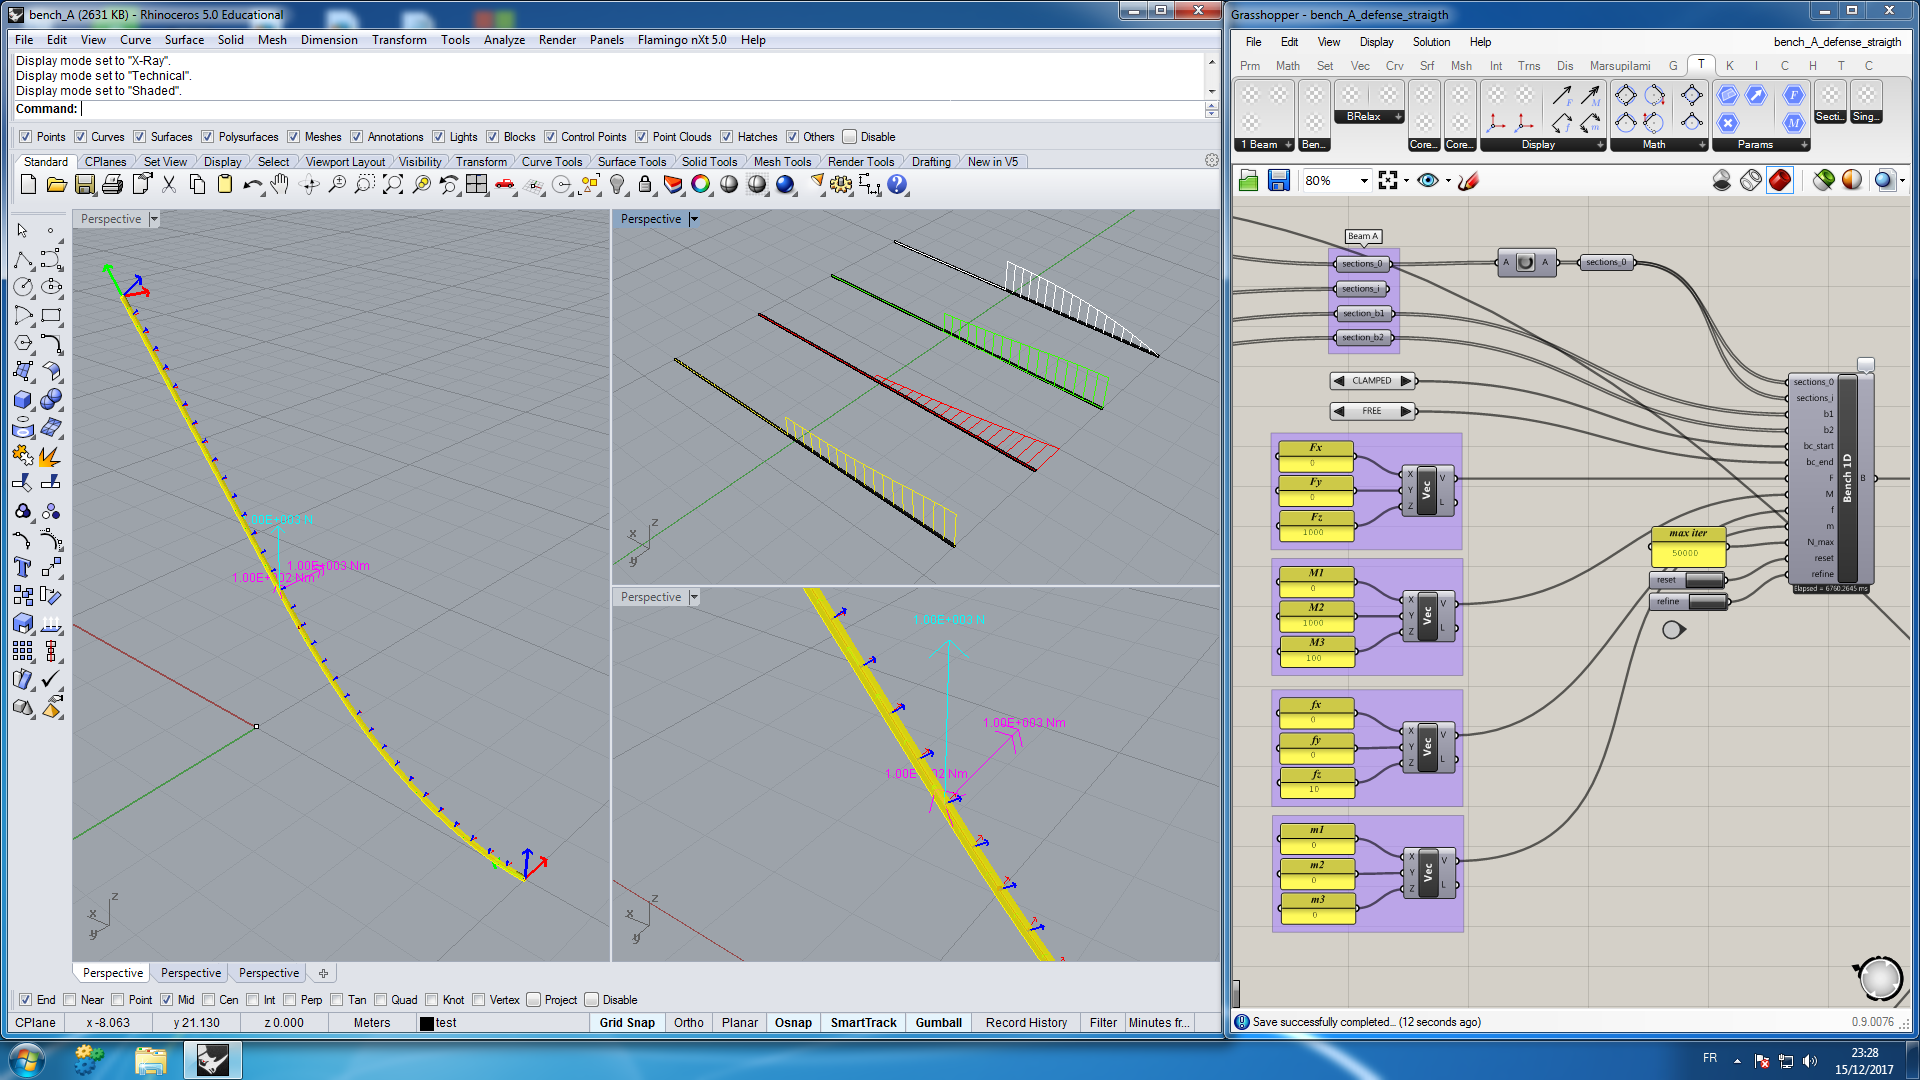 bench_A (2631 KB) - Rhinoceros 5.0 Educational
File Edit View Curve Surface Solid Mesh Dimension Transform Tools Analyze Render Panels Flamingo nXt 5.0 Help
Display mode set to "X-Ray".
Display mode set to "Technical".
Display mode set to "Shaded".
Command:
Points Curves Surfaces Polysurfaces Meshes Annotations Lights Blocks Control Points Point Clouds Hatches Others Disable
Standard CPlanes Set View Display Select Viewport Layout Visibility Transform Curve Tools Surface Tools Solid Tools Mesh Tools Render Tools Drafting New in V5
Perspective
.00E+003 N
1.00E+003 Nm
z
x
y
Perspective
z
x
y
Perspective
1.00E+003 N
1.00E+003 Nm
z
x
y
Perspective Perspective Perspective
End Near Point Mid Cen Int Perp Tan Quad Knot Vertex Project Disable
CPlane x -8.063 y 21.130 z 0.000 Meters test Grid Snap Ortho Planar Osnap SmartTrack Gumball Record History Filter Minutes fr...
Grasshopper - bench_A_defense_straigth
File Edit View Display Solution Help bench_A_defense_straigth
Prm Math Set Vec Crv Srf Msh Int Trns Dis Marsupilami G T K I C H T C
1 Beam Ben... BRelax Core... Core... Display Math Params Secti... Sing...
80%
Beam A
sections_0
sections_i
section_b1
section_b2
A A
sections_0
CLAMPED
FREE
Fx
0
Fy
0
Fz
1000
X Y Z Vec V L
M1
0
M2
1000
M3
100
X Y Z Vec V L
fx
0
fy
0
fz
10
X Y Z Vec V L
m1
0
m2
0
m3
0
X Y Z Vec V L
max iter
50000
reset
refine
sections_0
sections_i
b1
b2
bc_start
bc_end
F
M
f
m
N_max
reset
refine
Bench 1D
B
Elapsed = 6760.2645 ms
Save successfully completed... (12 seconds ago) 0.9.0076
FR
23:28
15/12/2017